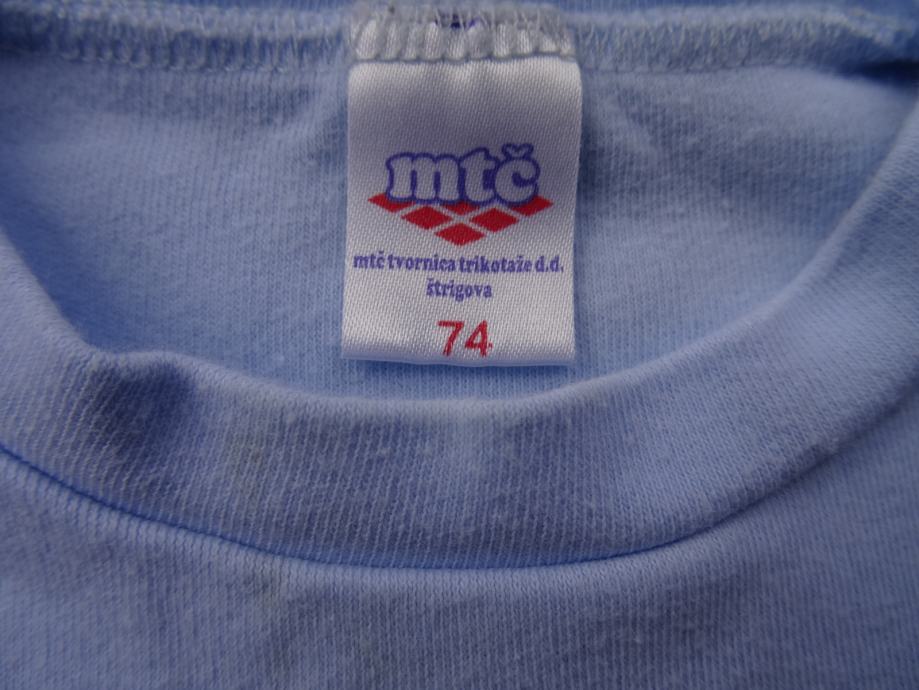 mtč
mtč tvornica trikotaže d.d.
štrigova
74